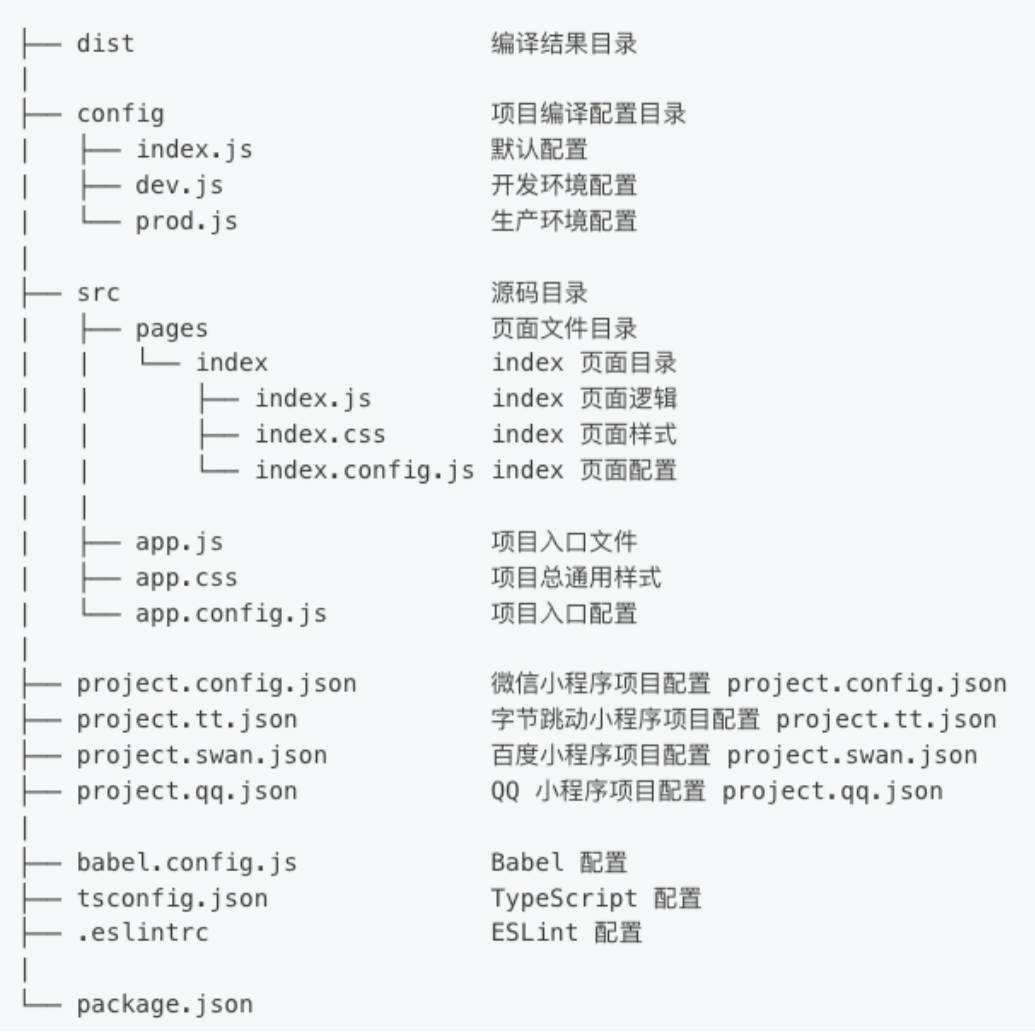 ├── dist                   编译结果目录
|
├── config                 项目编译配置目录
|   ├── index.js           默认配置
|   ├── dev.js             开发环境配置
|   └── prod.js            生产环境配置
|
├── src                    源码目录
|   ├── pages              页面文件目录
|   |   └── index          index 页面目录
|   |       ├── index.js   index 页面逻辑
|   |       ├── index.css  index 页面样式
|   |       └── index.config.js index 页面配置
|   |
|   ├── app.js             项目入口文件
|   ├── app.css            项目总通用样式
|   └── app.config.js      项目入口配置
|
├── project.config.json    微信小程序项目配置 project.config.json
├── project.tt.json        字节跳动小程序项目配置 project.tt.json
├── project.swan.json      百度小程序项目配置 project.swan.json
├── project.qq.json        QQ 小程序项目配置 project.qq.json
|
├── babel.config.js        Babel 配置
├── tsconfig.json          TypeScript 配置
├── .eslintrc              ESLint 配置
|
└── package.json